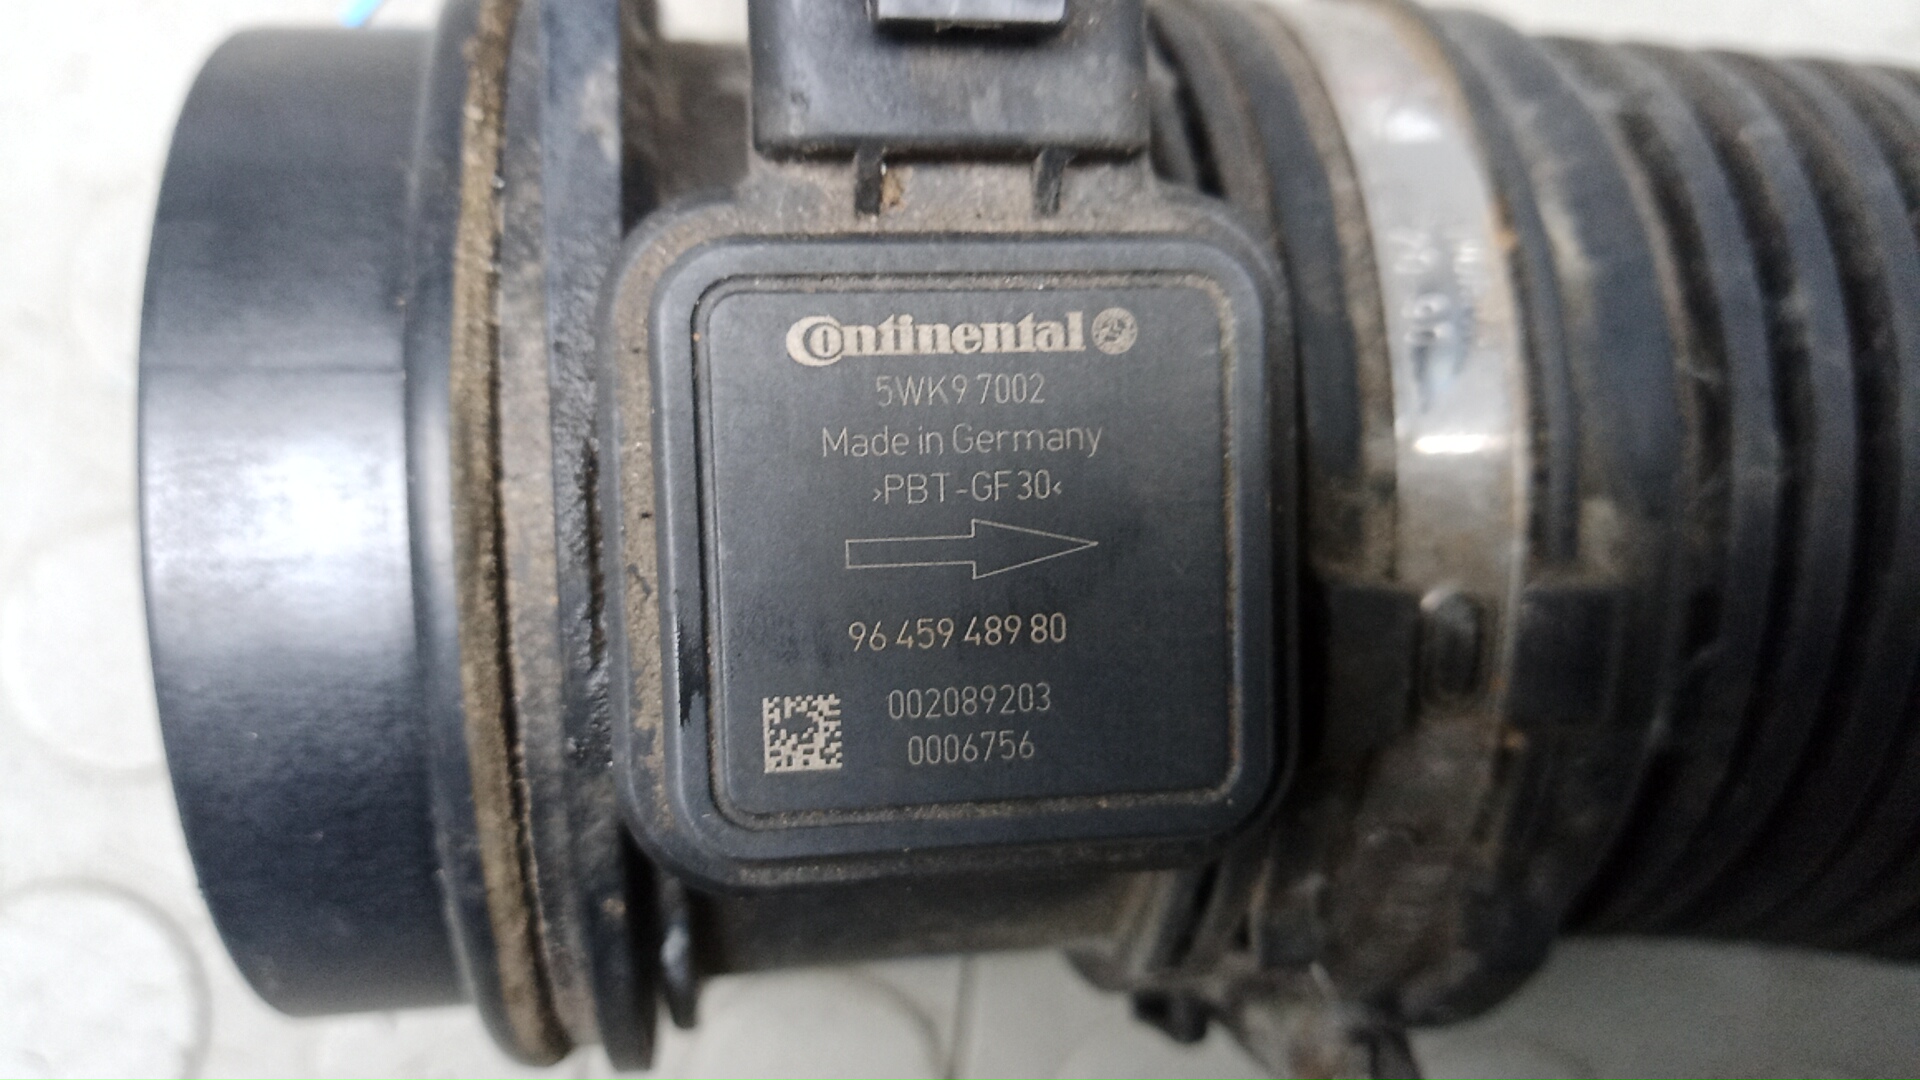 Continental
5WK9 7002
Made in Germany
>PBT-GF30<
96 459 489 80
002089203
0006756